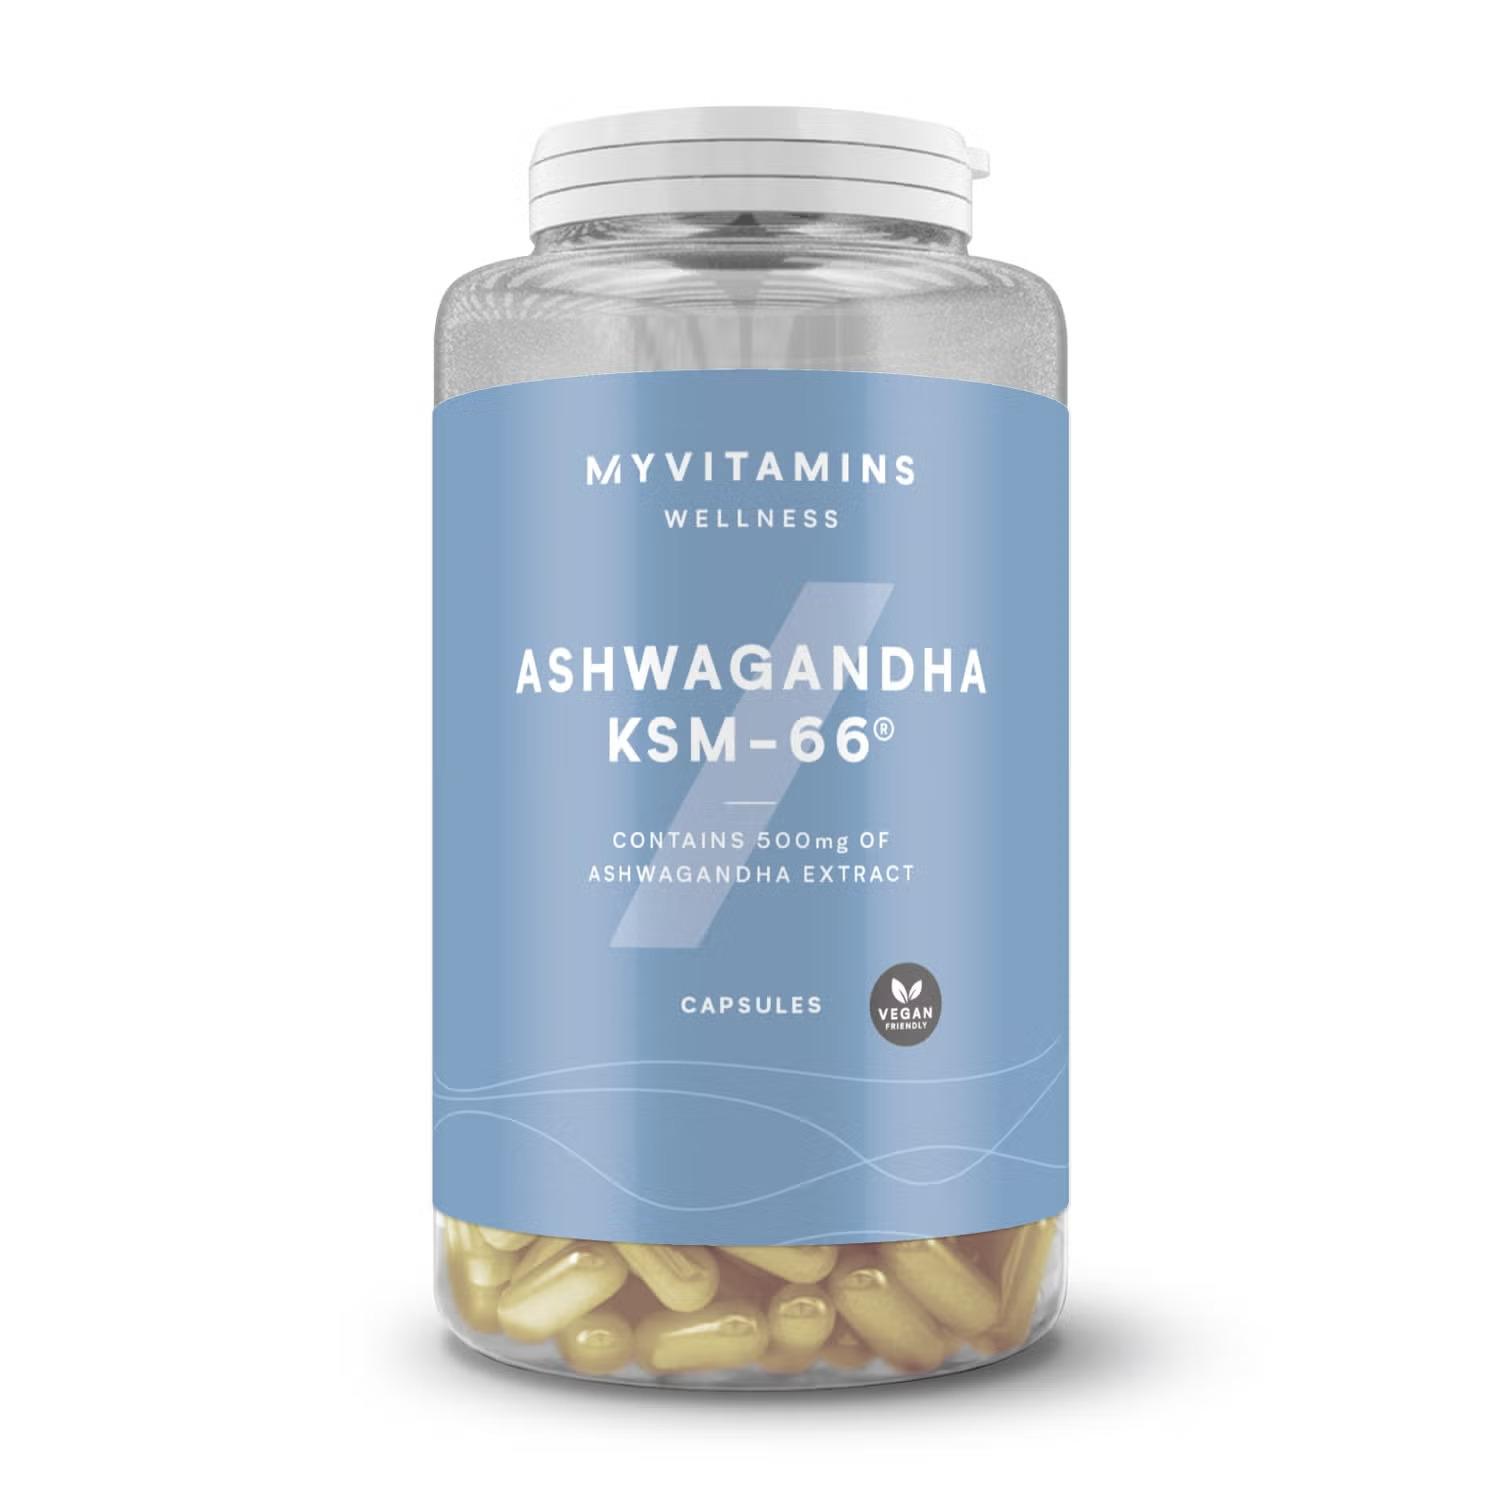 MYVITAMINS
WELLNESS
ASHWAGANDHA
KSM-66®
CONTAINS 500mg OF
ASHWAGANDHA EXTRACT
CAPSULES
VEGAN
FRIENDLY